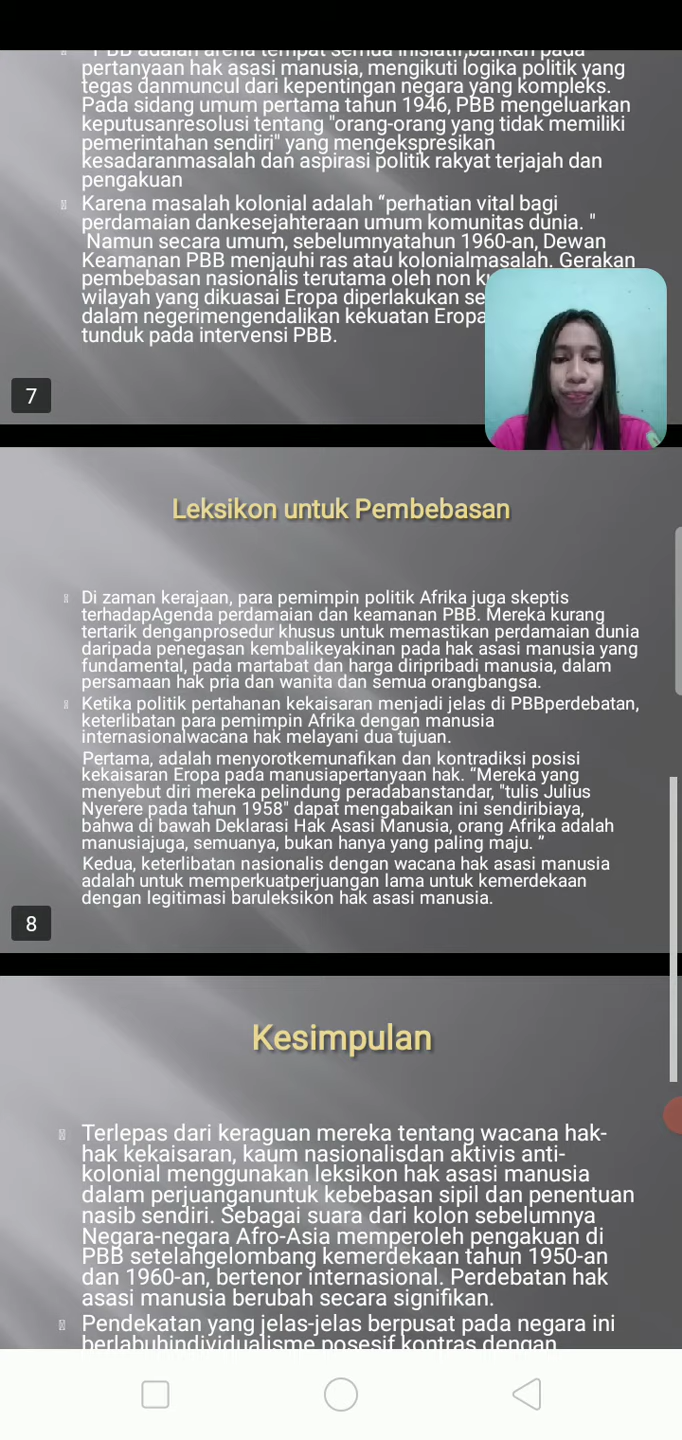 "PBB adalah arena tempat semua inisiatif,bahkan pada
pertanyaan hak asasi manusia, mengikuti logika politik yang
tegas danmuncul dari kepentingan negara yang kompleks.
Pada sidang umum pertama tahun 1946, PBB mengeluarkan
keputusanresolusi tentang "orang-orang yang tidak memiliki
pemerintahan sendiri" yang mengekspresikan
kesadaranmasalah dan aspirasi politik rakyat terjajah dan
pengakuan
Karena masalah kolonial adalah “perhatian vital bagi
perdamaian dankesejahteraan umum komunitas dunia. "
Namun secara umum, sebelumnyatahun 1960-an, Dewan
Keamanan PBB menjauhi ras atau kolonialmasalah. Gerakan
pembebasan nasionalis terutama oleh non
wilayah yang dikuasai Eropa diperlakukan
dalam negerimengendalikan kekuatan Eropa
tunduk pada intervensi PBB.
7
Leksikon untuk Pembebasan
Di zaman kerajaan, para pemimpin politik Afrika juga skeptis
terhadapAgenda perdamaian dan keamanan PBB. Mereka kurang
tertarik denganprosedur khusus untuk memastikan perdamaian dunia
daripada penegasan kembalikeyakinan pada hak asasi manusia yang
fundamental, pada martabat dan harga diripribadi manusia, dalam
persamaan hak pria dan wanita dan semua orangbangsa.
Ketika politik pertahanan kekaisaran menjadi jelas di PBBperdebatan,
keterlibatan para pemimpin Afrika dengan manusia
internasionalwacana hak melayani dua tujuan.
Pertama, adalah menyorotkemunafikan dan kontradiksi posisi
kekaisaran Eropa pada manusiapertanyaan hak. “Mereka yang
menyebut diri mereka pelindung peradabanstandar, "tulis Julius
Nyerere pada tahun 1958" dapat mengabaikan ini sendiribiaya,
bahwa di bawah Deklarasi Hak Asasi Manusia, orang Afrika adalah
manusiajuga, semuanya, bukan hanya yang paling maju. ”
Kedua, keterlibatan nasionalis dengan wacana hak asasi manusia
adalah untuk memperkuatperjuangan lama untuk kemerdekaan
dengan legitimasi baruleksikon hak asasi manusia.
8
Kesimpulan
Terlepas dari keraguan mereka tentang wacana hak-
hak kekaisaran, kaum nasionalisdan aktivis anti-
kolonial menggunakan leksikon hak asasi manusia
dalam perjuanganuntuk kebebasan sipil dan penentuan
nasib sendiri. Sebagai suara dari kolon sebelumnya
Negara-negara Afro-Asia memperoleh pengakuan di
PBB setelahgelombang kemerdekaan tahun 1950-an
dan 1960-an, bertenor internasional. Perdebatan hak
asasi manusia berubah secara signifikan.
Pendekatan yang jelas-jelas berpusat pada negara ini
berlabuhindividualisme posesif kontras dengan